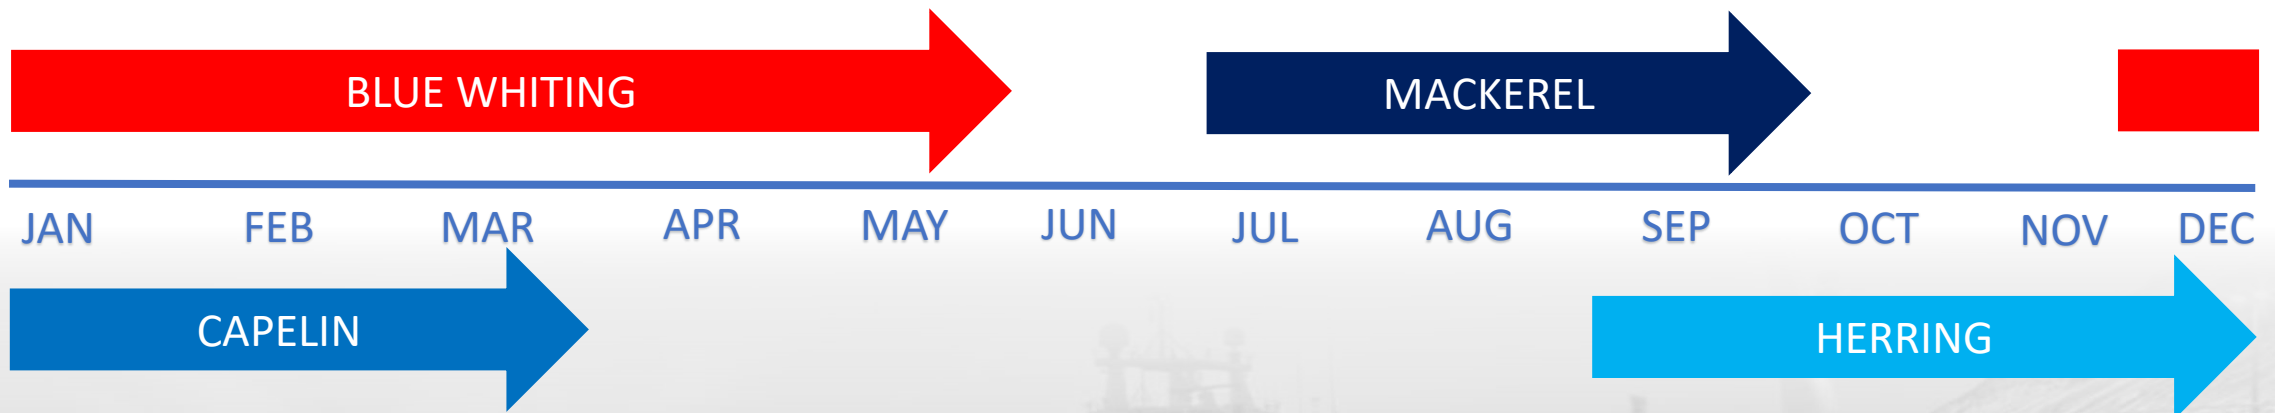 BLUE WHITING
MACKEREL
JAN FEB MAR APR MAY JUN JUL AUG SEP OCT NOV DEC
CAPELIN
HERRING